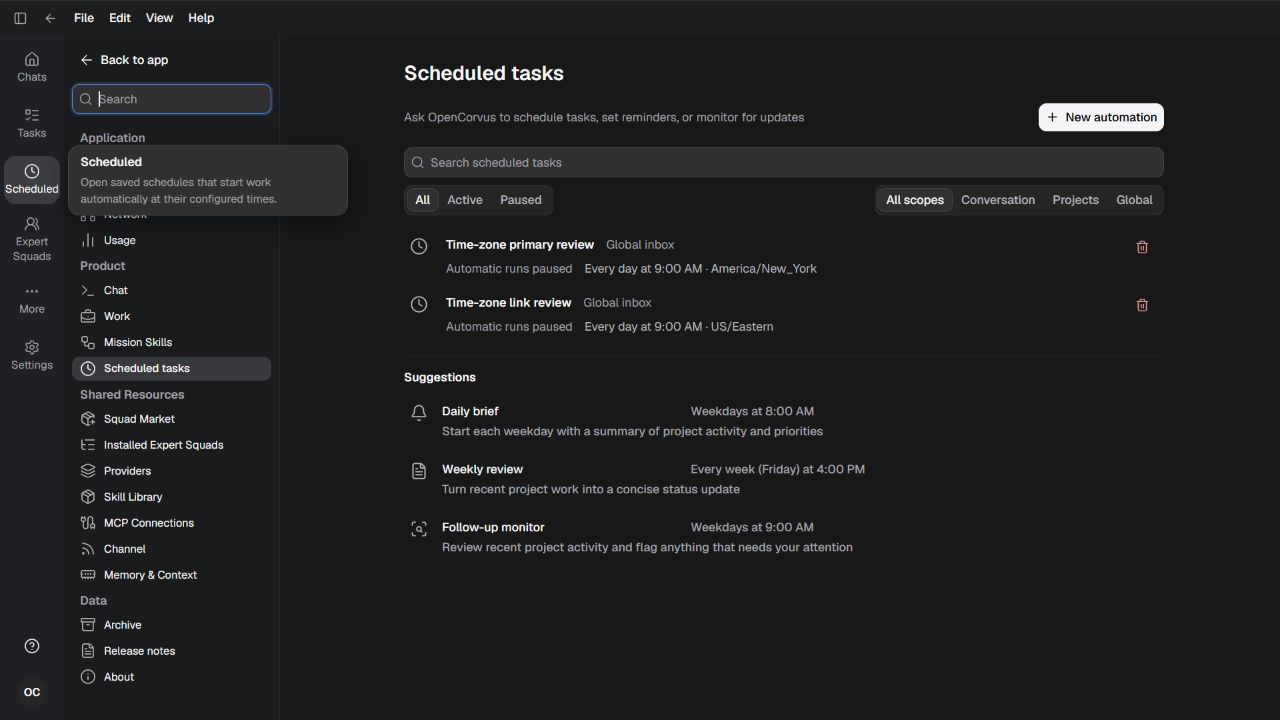 File Edit View Help
Chats
Tasks
Scheduled
Expert
Squads
More
Settings
OC
Back to app
Search
Application
Scheduled
Open saved schedules that start work
automatically at their configured times.
Network
Usage
Product
Chat
Work
Mission Skills
Scheduled tasks
Shared Resources
Squad Market
Installed Expert Squads
Providers
Skill Library
MCP Connections
Channel
Memory & Context
Data
Archive
Release notes
About
Scheduled tasks
Ask OpenCorvus to schedule tasks, set reminders, or monitor for updates
New automation
Search scheduled tasks
All Active Paused
All scopes Conversation Projects Global
Time-zone primary review Global inbox
Automatic runs paused Every day at 9:00 AM · America/New_York
Time-zone link review Global inbox
Automatic runs paused Every day at 9:00 AM · US/Eastern
Suggestions
Daily brief Weekdays at 8:00 AM
Start each weekday with a summary of project activity and priorities
Weekly review Every week (Friday) at 4:00 PM
Turn recent project work into a concise status update
Follow-up monitor Weekdays at 9:00 AM
Review recent project activity and flag anything that needs your attention